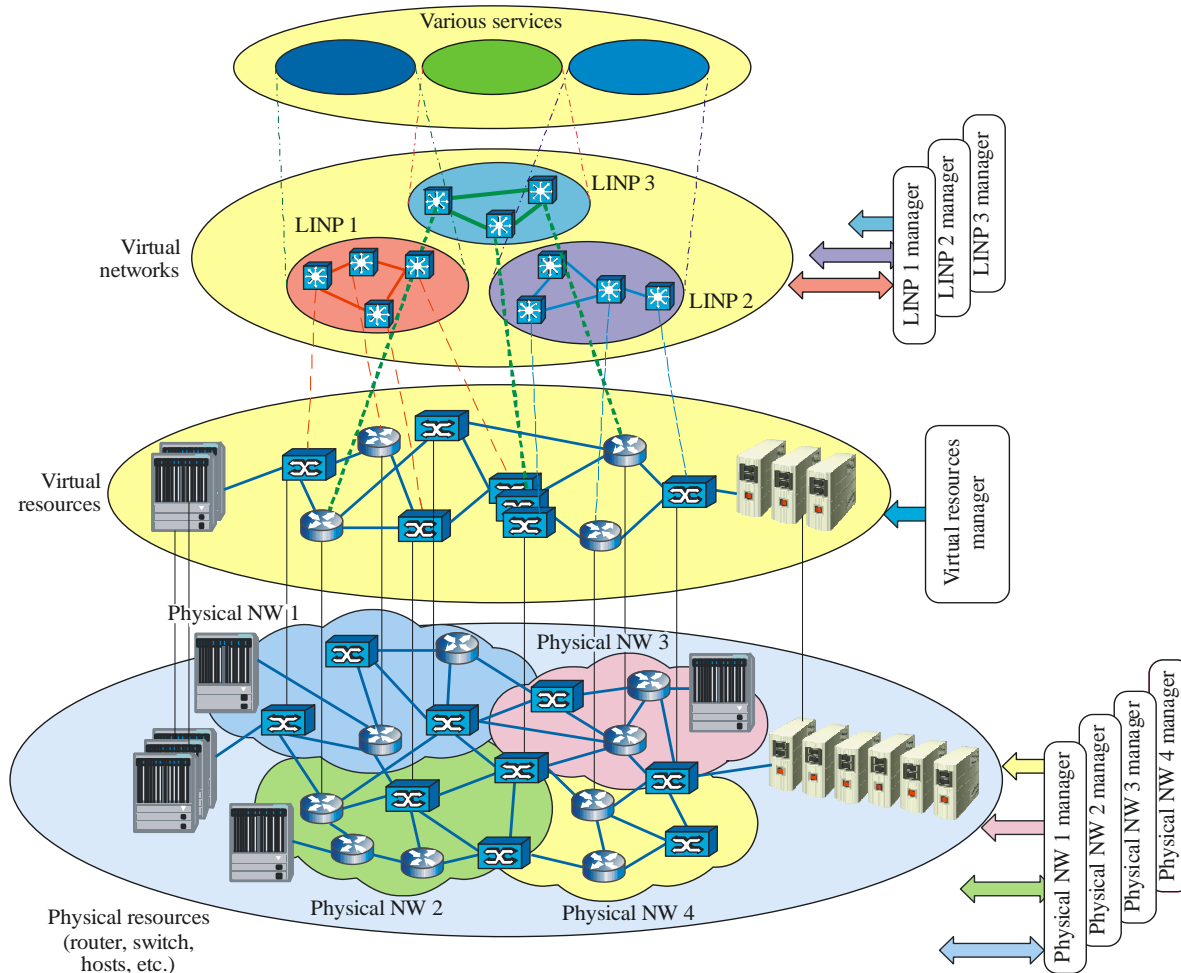 Various services
LINP 3
LINP 1
LINP 2
Virtual
networks
LINP 1 manager
LINP 2 manager
LINP 3 manager
Virtual
resources
Virtual resources
manager
Physical NW 1
Physical NW 3
Physical NW 2
Physical NW 4
Physical resources
(router, switch,
hosts, etc.)
Physical NW 1 manager
Physical NW 2 manager
Physical NW 3 manager
Physical NW 4 manager